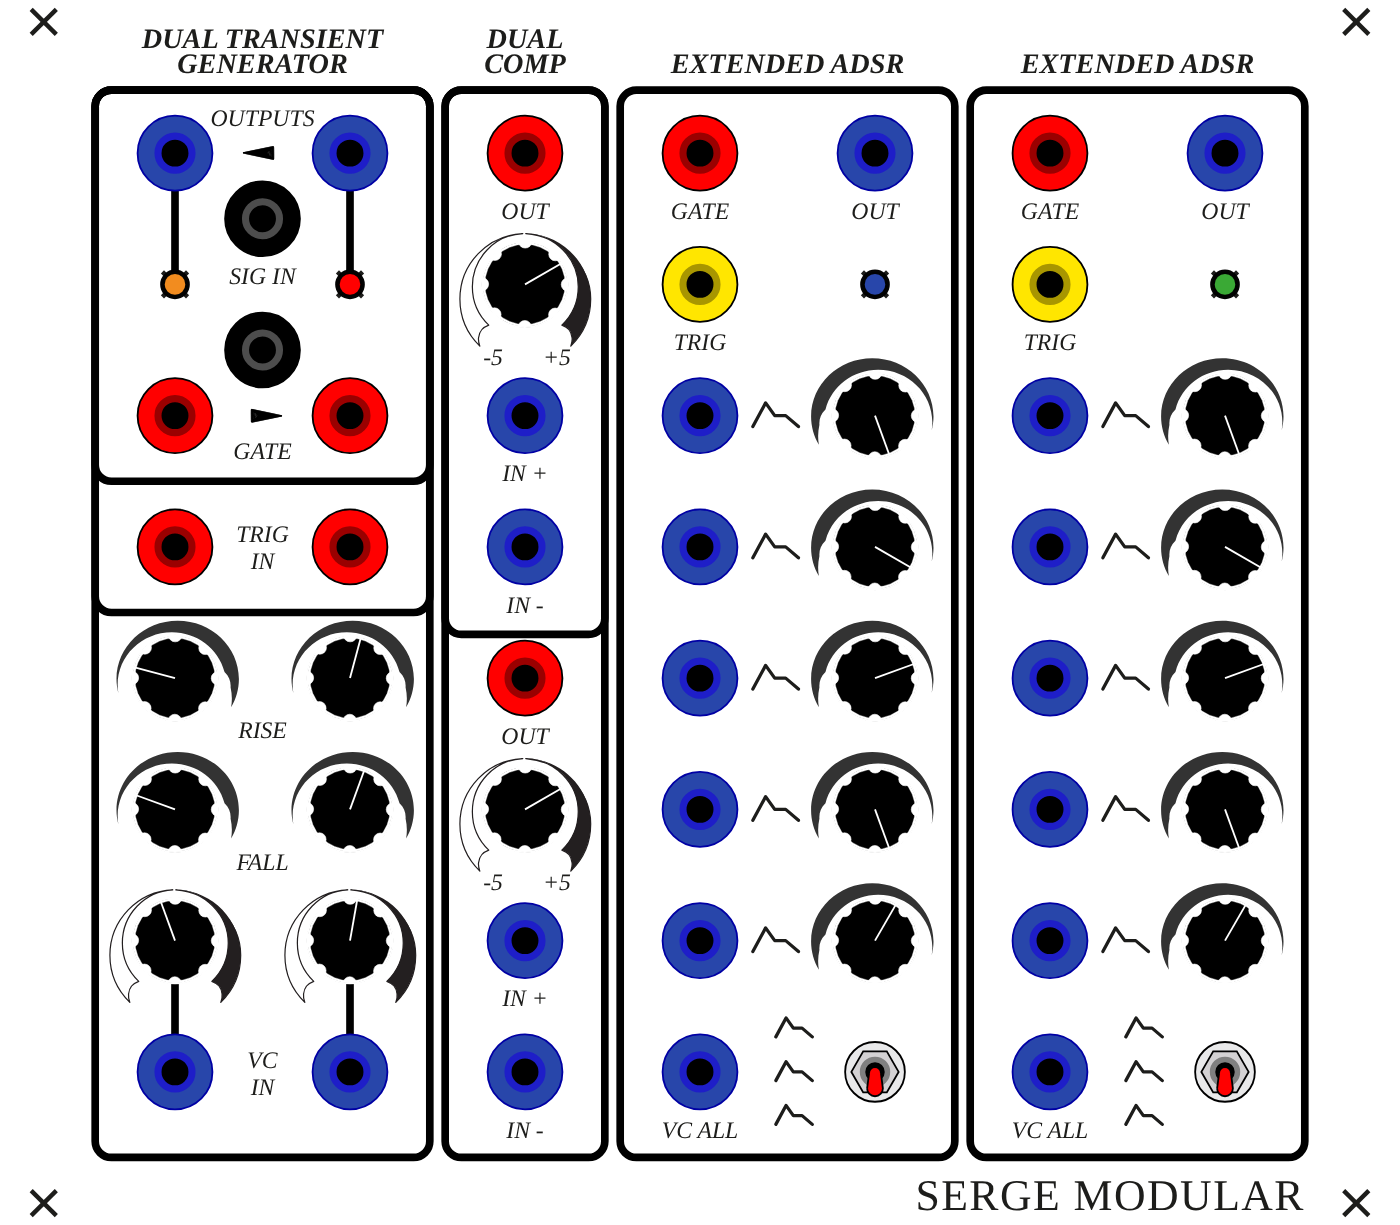 DUAL TRANSIENT
GENERATOR
OUTPUTS
SIG IN
GATE
TRIG
IN
RISE
FALL
VC
IN
DUAL
COMP
OUT
-5 +5
IN +
IN -
OUT
-5 +5
IN +
IN -
EXTENDED ADSR
GATE OUT
TRIG
VC ALL
EXTENDED ADSR
GATE OUT
TRIG
VC ALL
SERGE MODULAR